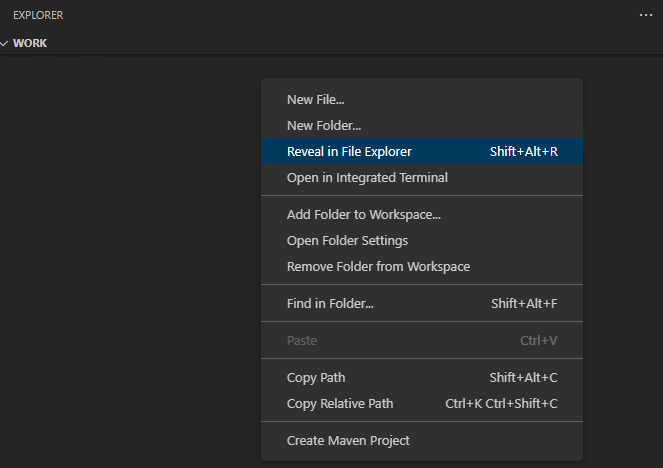 EXPLORER
WORK
New File...
New Folder...
Reveal in File Explorer Shift+Alt+R
Open in Integrated Terminal
Add Folder to Workspace...
Open Folder Settings
Remove Folder from Workspace
Find in Folder... Shift+Alt+F
Paste Ctrl+V
Copy Path Shift+Alt+C
Copy Relative Path Ctrl+K Ctrl+Shift+C
Create Maven Project